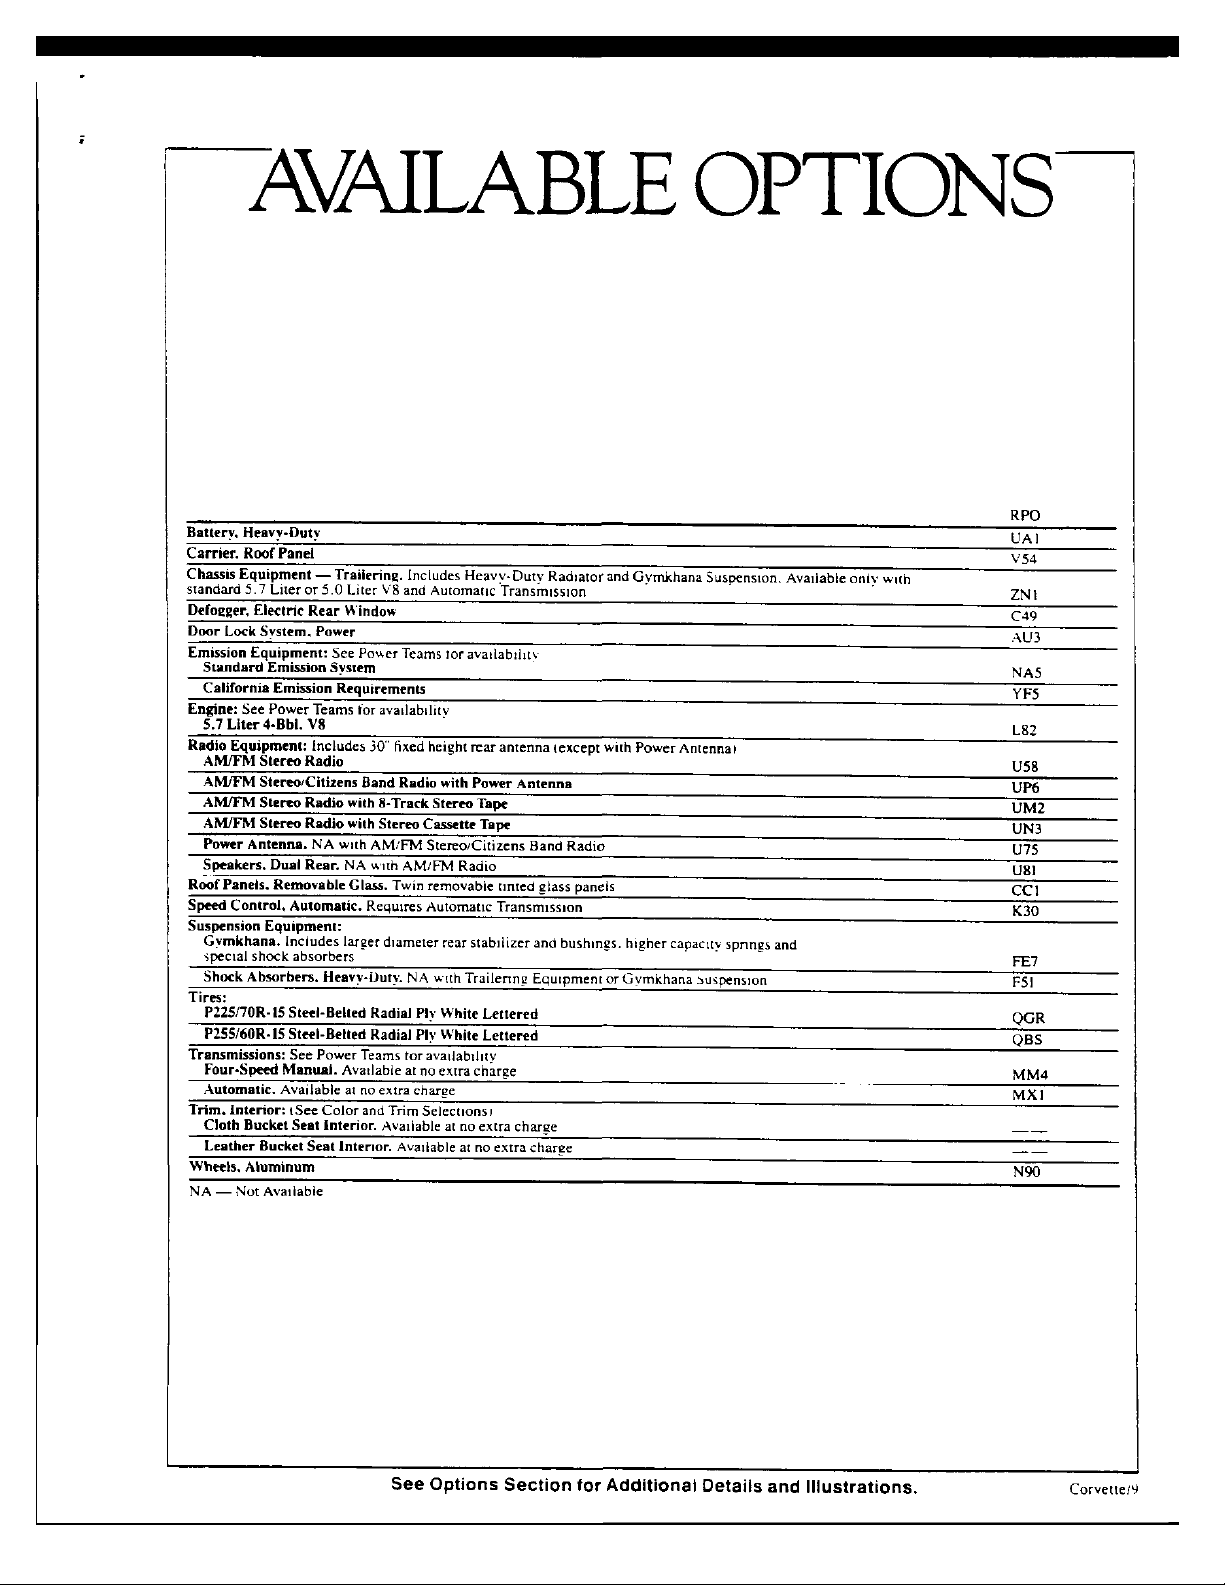 AVAILABLE OPTIONS
RPO
Battery, Heavy-Duty UA1
Carrier, Roof Panel V54
Chassis Equipment — Trailering. Includes Heavy-Duty Radiator and Gymkhana Suspension. Available only with
standard 5.7 Liter or 5.0 Liter V8 and Automatic Transmission ZN1
Defogger, Electric Rear Window C49
Door Lock System, Power AU3
Emission Equipment: See Power Teams for availability
Standard Emission System NA5
California Emission Requirements YF5
Engine: See Power Teams for availability
5.7 Liter 4-Bbl. V8 L82
Radio Equipment: Includes 30" fixed height rear antenna (except with Power Antenna)
AM/FM Stereo Radio U58
AM/FM Stereo/Citizens Band Radio with Power Antenna UP6
AM/FM Stereo Radio with 8-Track Stereo Tape UM2
AM/FM Stereo Radio with Stereo Cassette Tape UN3
Power Antenna. NA with AM/FM Stereo/Citizens Band Radio U75
Speakers, Dual Rear. NA with AM/FM Radio U81
Roof Panels, Removable Glass. Twin removable tinted glass panels CC1
Speed Control, Automatic. Requires Automatic Transmission K30
Suspension Equipment:
Gymkhana. Includes larger diameter rear stabilizer and bushings, higher capacity springs and
special shock absorbers FE7
Shock Absorbers, Heavy-Duty. NA with Trailering Equipment or Gymkhana Suspension F51
Tires:
P225/70R-15 Steel-Belted Radial Ply White Lettered QGR
P255/60R-15 Steel-Belted Radial Ply White Lettered QBS
Transmissions: See Power Teams for availability
Four-Speed Manual. Available at no extra charge MM4
Automatic. Available at no extra charge MX1
Trim, Interior: (See Color and Trim Selections)
Cloth Bucket Seat Interior. Available at no extra charge — —
Leather Bucket Seat Interior. Available at no extra charge — —
Wheels, Aluminum N90
NA — Not Available
See Options Section for Additional Details and Illustrations.
Corvette/9